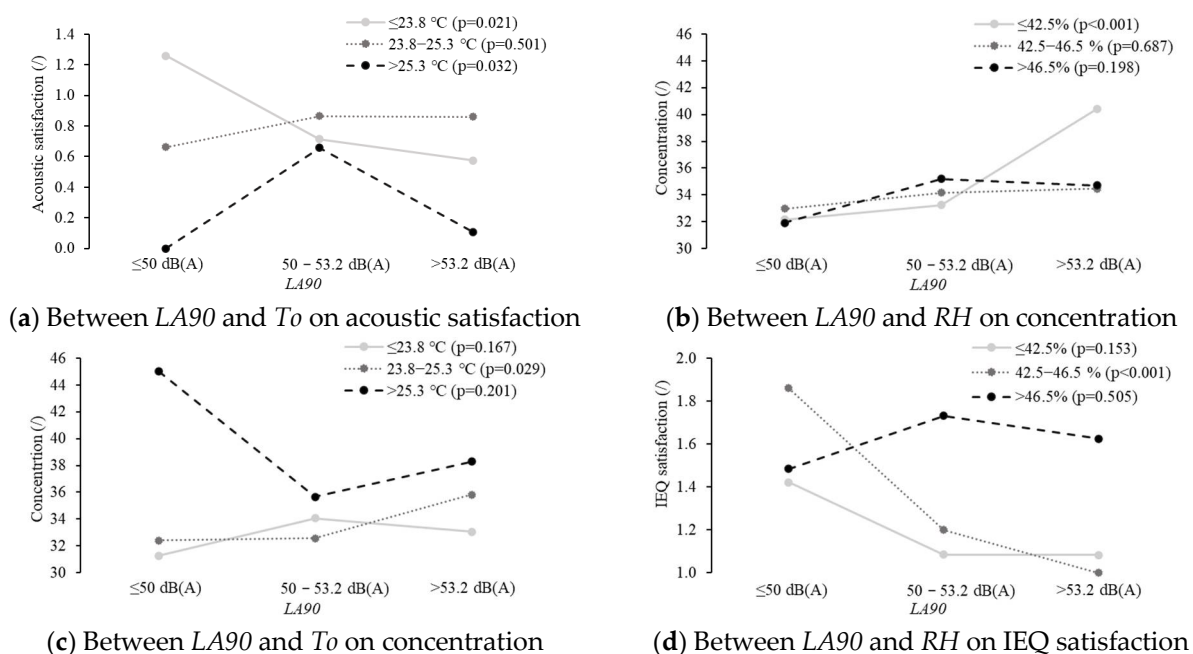 ≤23.8 °C (p=0.021)
23.8–25.3 °C (p=0.501)
>25.3 °C (p=0.032)
1.4
1.2
1.0
0.8
0.6
0.4
0.2
0.0
Acoustic satisfaction (/)
≤50 dB(A)
50 – 53.2 dB(A)
>53.2 dB(A)
LA90
(a) Between LA90 and To on acoustic satisfaction
≤42.5% (p<0.001)
42.5–46.5 % (p=0.687)
>46.5% (p=0.198)
46
44
42
40
38
36
34
32
30
Concentration (/)
≤50 dB(A)
50 – 53.2 dB(A)
>53.2 dB(A)
LA90
(b) Between LA90 and RH on concentration
≤23.8 °C (p=0.167)
23.8–25.3 °C (p=0.029)
>25.3 °C (p=0.201)
46
44
42
40
38
36
34
32
30
Concentrtion (/)
≤50 dB(A)
50 – 53.2 dB(A)
>53.2 dB(A)
LA90
(c) Between LA90 and To on concentration
≤42.5% (p=0.153)
42.5–46.5 % (p<0.001)
>46.5% (p=0.505)
2.0
1.8
1.6
1.4
1.2
1.0
IEQ satisfaction (/)
≤50 dB(A)
50 – 53.2 dB(A)
>53.2 dB(A)
LA90
(d) Between LA90 and RH on IEQ satisfaction